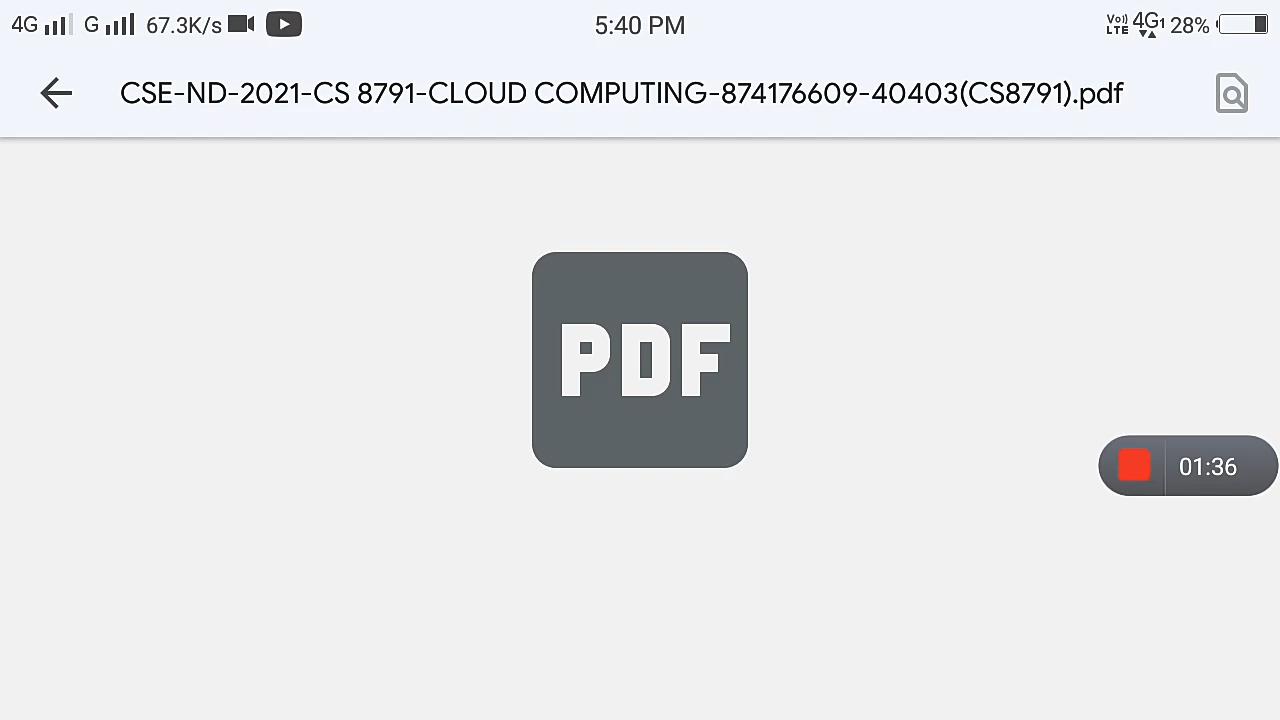 4G G 67.3K/s 5:40 PM Vo)) LTE 4G1 28%
CSE-ND-2021-CS 8791-CLOUD COMPUTING-874176609-40403(CS8791).pdf
PDF
01:36